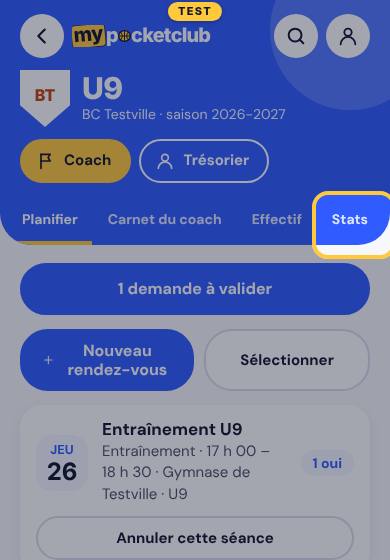 TEST
mypocketclub
BT
U9
BC Testville · saison 2026-2027
Coach
Trésorier
Planifier
Carnet du coach
Effectif
Stats
1 demande à valider
+ Nouveau
rendez-vous
Sélectionner
JEU
26
Entraînement U9
Entraînement · 17 h 00 –
18 h 30 · Gymnase de
Testville · U9
1 oui
Annuler cette séance